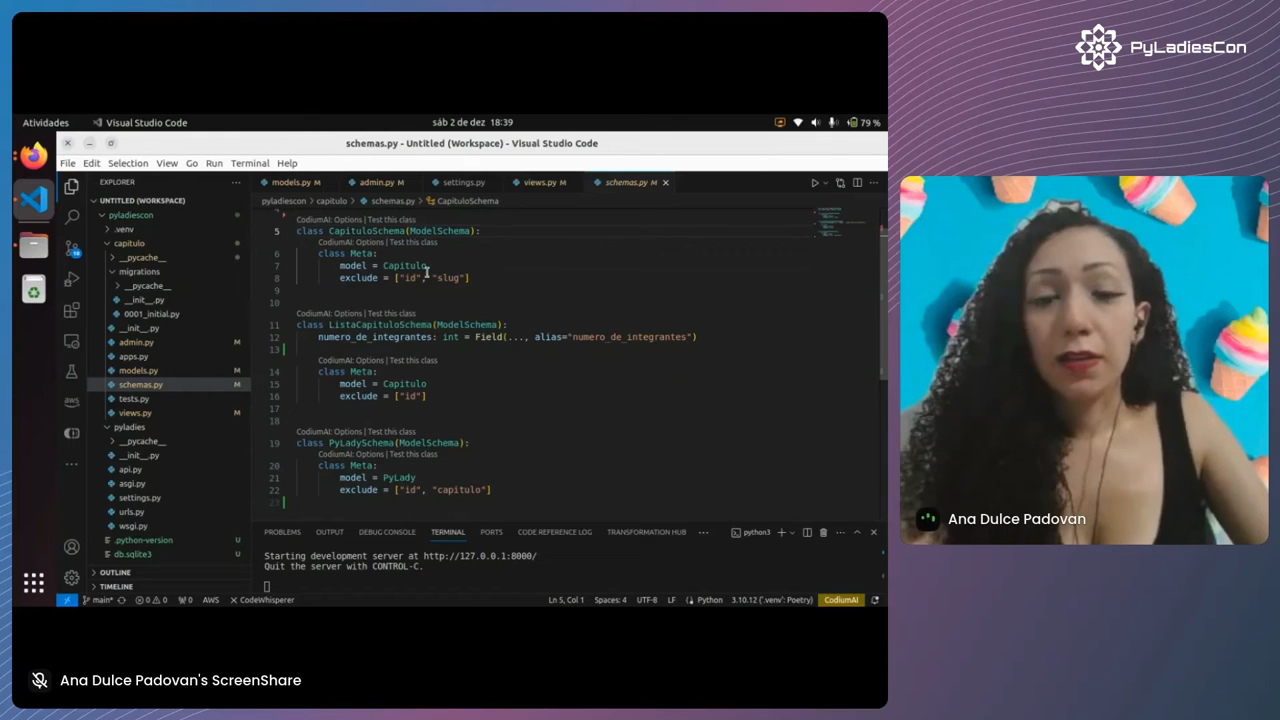 PyLadiesCon
Atividades
Visual Studio Code
sáb 2 de dez 18:39
79 %
schemas.py - Untitled (Workspace) - Visual Studio Code
File Edit Selection View Go Run Terminal Help
EXPLORER
models.py M
admin.py M
settings.py
views.py M
schemas.py M
UNTITLED (WORKSPACE)
pyladiescon > capitulo > schemas.py > CapituloSchema
pyladiescon
.venv
capitulo
__pycache__
migrations
__pycache__
__init__.py
0001_initial.py
__init__.py
admin.py M
apps.py
models.py M
schemas.py M
tests.py
views.py M
pyladies
__pycache__
__init__.py
api.py
asgi.py
settings.py
urls.py
wsgi.py
.python-version
db.sqlite3
OUTLINE
TIMELINE
CodiumAI: Options | Test this class
5 class CapituloSchema(ModelSchema):
CodiumAI: Options | Test this class
6 class Meta:
7 model = Capitulo
8 exclude = ["id", "slug"]
9
10
CodiumAI: Options | Test this class
11 class ListaCapituloSchema(ModelSchema):
12 numero_de_integrantes: int = Field(..., alias="numero_de_integrantes")
13
CodiumAI: Options | Test this class
14 class Meta:
15 model = Capitulo
16 exclude = ["id"]
17
18
CodiumAI: Options | Test this class
19 class PyLadySchema(ModelSchema):
CodiumAI: Options | Test this class
20 class Meta:
21 model = PyLady
22 exclude = ["id", "capitulo"]
23
PROBLEMS OUTPUT DEBUG CONSOLE TERMINAL PORTS CODE REFERENCE LOG TRANSFORMATION HUB
python3
Starting development server at http://127.0.0.1:8000/
Quit the server with CONTROL-C.
main* 0 0 0 AWS CodeWhisperer
Ln 5, Col 1 Spaces: 4 UTF-8 LF Python 3.10.12 ('.venv': Poetry) CodiumAI
Ana Dulce Padovan
Ana Dulce Padovan's ScreenShare